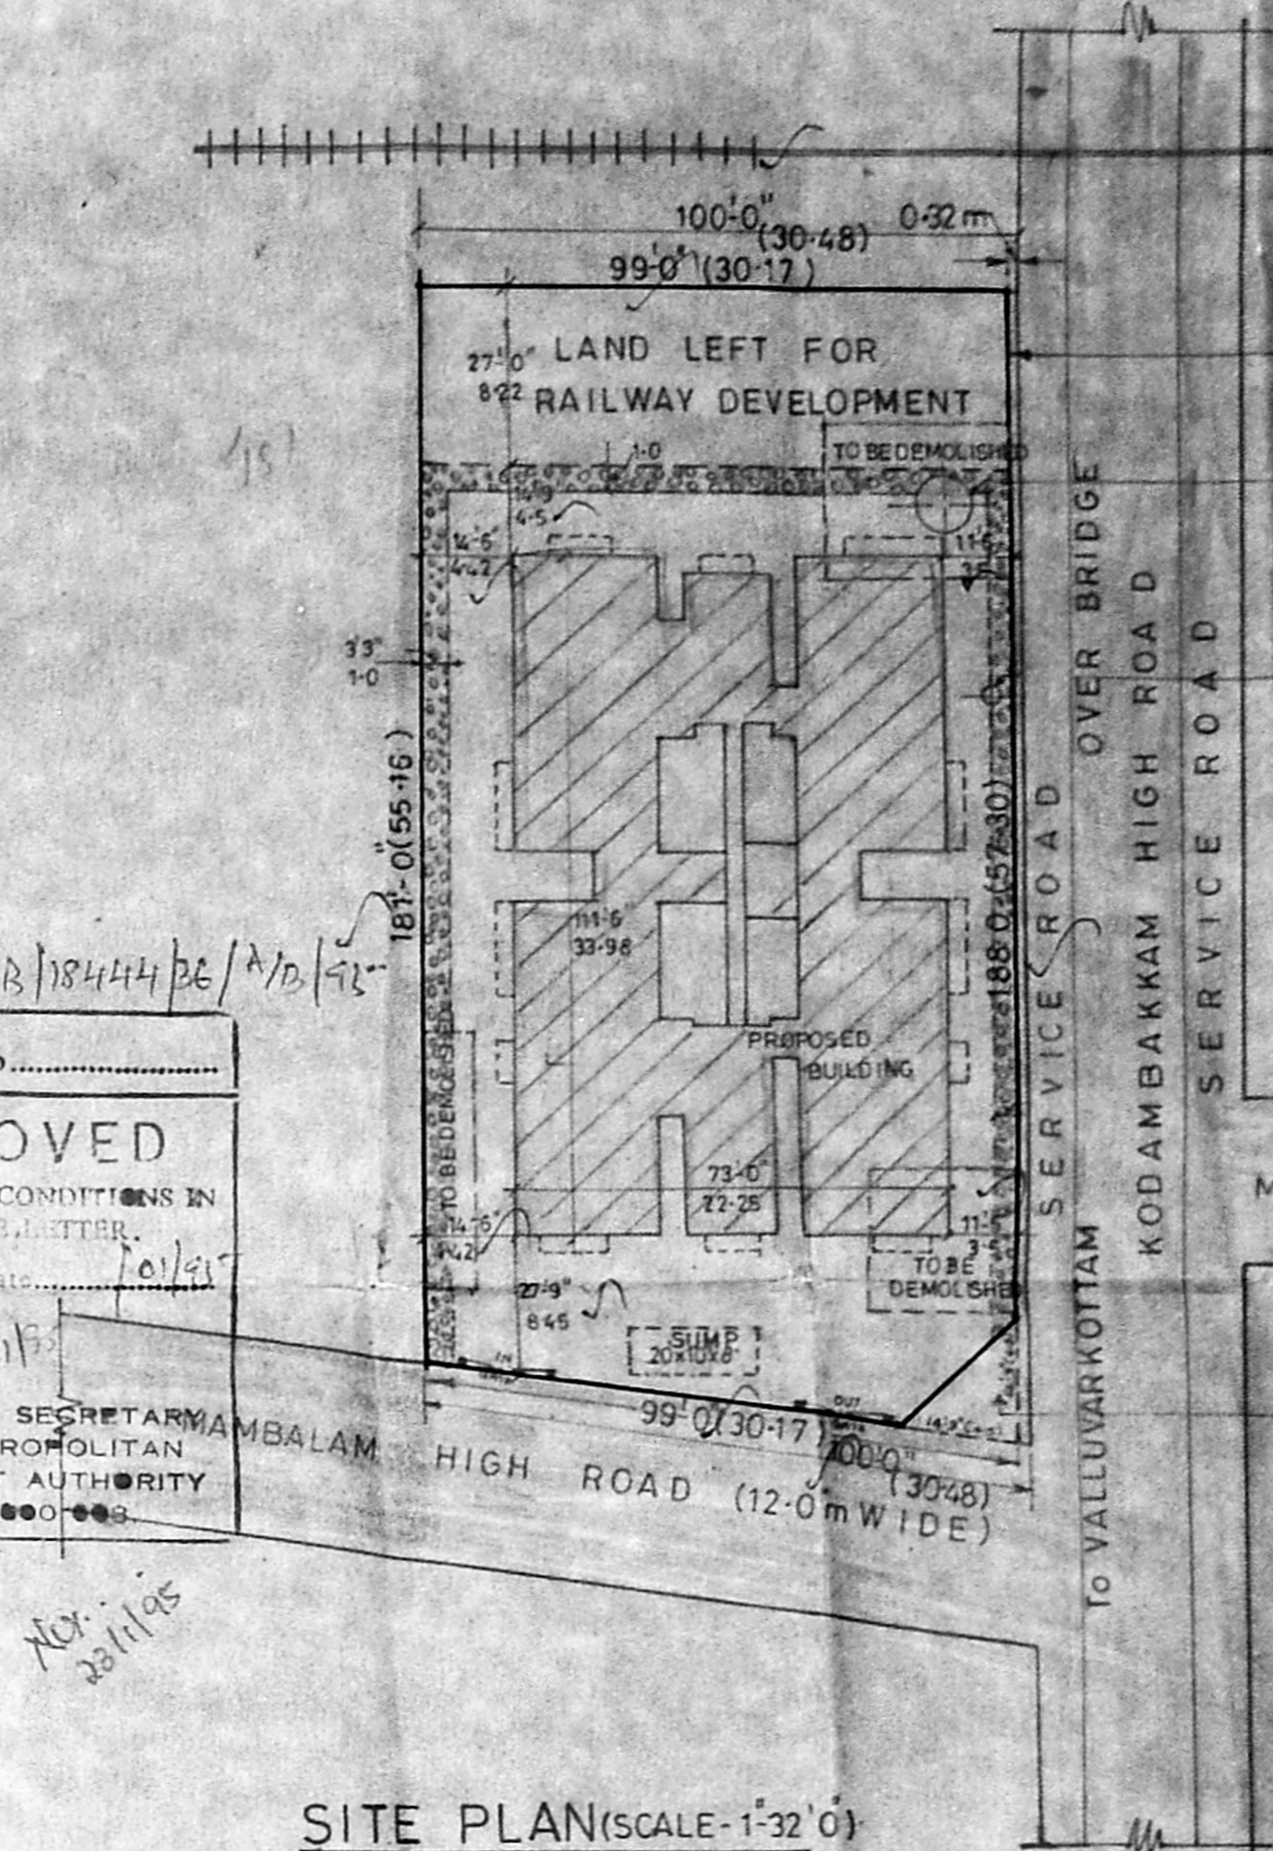 100'-0"
(30·48)
0·32 m
99'-0" (30·17)
27'-0"
8·22
LAND LEFT FOR
RAILWAY DEVELOPMENT
1·0
TO BE DEMOLISHED
14'-9
4·5
14'-6"
4·42
11'-6
3'3"
1·0
181'-0"(55·16)
188-0(57·30)
111'-6"
33·98
PROPOSED
BUILDING
TO BE DEMOLISHED
73'-0"
22·25
14'-6"
11'-
3·
27'-9"
8·45
TO BE
DEMOLISHED
SUMP
20x10x6'
OUT
99'-0"(30·17)
100'-0"
(30·48)
MAMBALAM HIGH ROAD (12·0 m WIDE)
SERVICE ROAD
OVER BRIDGE
KODAMBAKKAM HIGH ROAD
SERVICE ROAD
To VALLUVARKOTTAM
M
B/18444/36/A/B/95
OVED
CONDITIONS IN
LETTER.
01/95
SECRETARY
ROPOLITAN
T AUTHORITY
23/1/95
SITE PLAN (SCALE-1"-32'0")